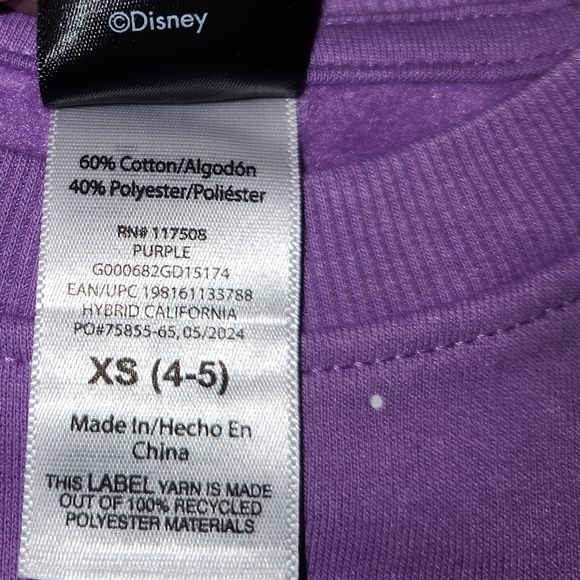 ©Disney
60% Cotton/Algodón
40% Polyester/Poliéster
RN# 117508
PURPLE
G000682GD15174
EAN/UPC 198161133788
HYBRID CALIFORNIA
PO#75855-65, 05/2024
XS (4-5)
Made In/Hecho En
China
THIS LABEL YARN IS MADE
OUT OF 100% RECYCLED
POLYESTER MATERIALS